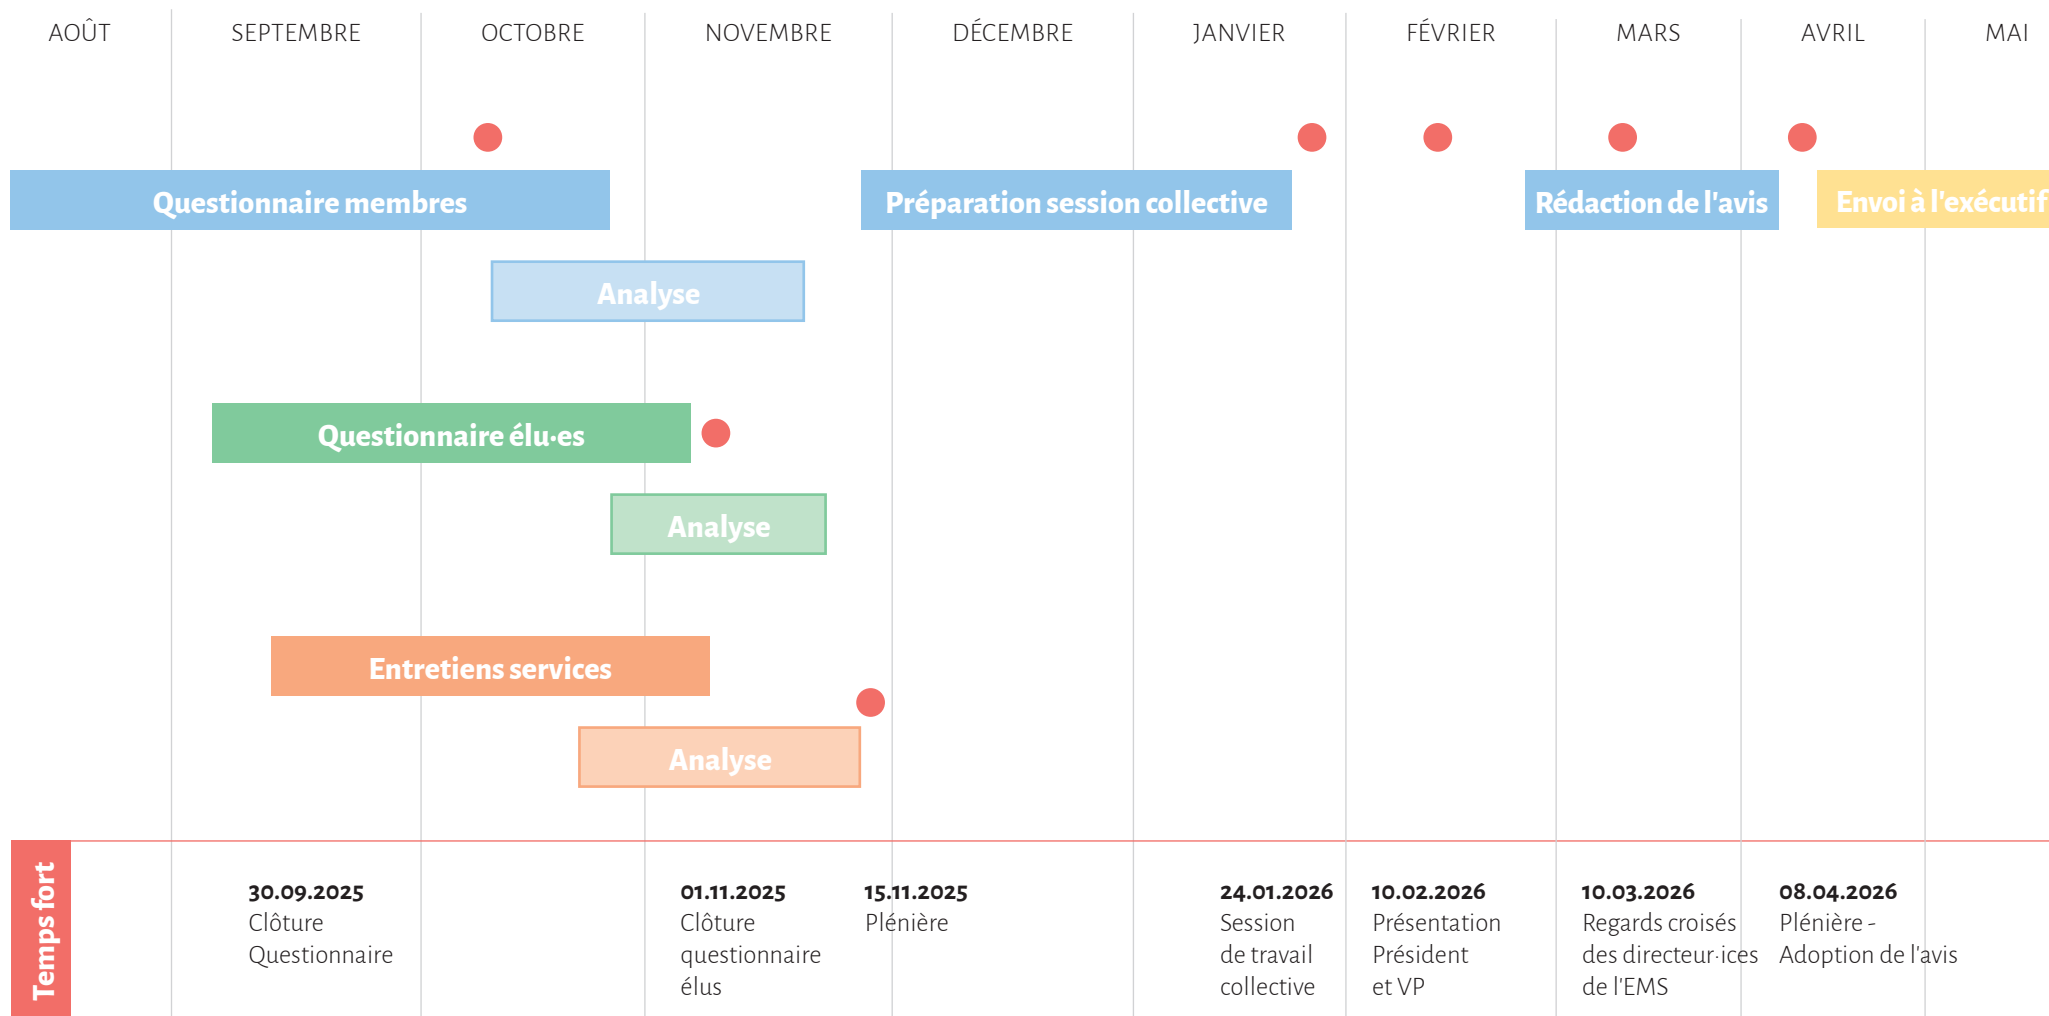 AOÛT
SEPTEMBRE
OCTOBRE
NOVEMBRE
DÉCEMBRE
JANVIER
FÉVRIER
MARS
AVRIL
MAI
Questionnaire membres
Préparation session collective
Rédaction de l'avis
Envoi à l'exécutif
Analyse
Questionnaire élu·es
Analyse
Entretiens services
Analyse
Temps fort
30.09.2025
Clôture
Questionnaire
01.11.2025
Clôture
questionnaire
élus
15.11.2025
Plénière
24.01.2026
Session
de travail
collective
10.02.2026
Présentation
Président
et VP
10.03.2026
Regards croisés
des directeur·ices
de l'EMS
08.04.2026
Plénière -
Adoption de l'avis